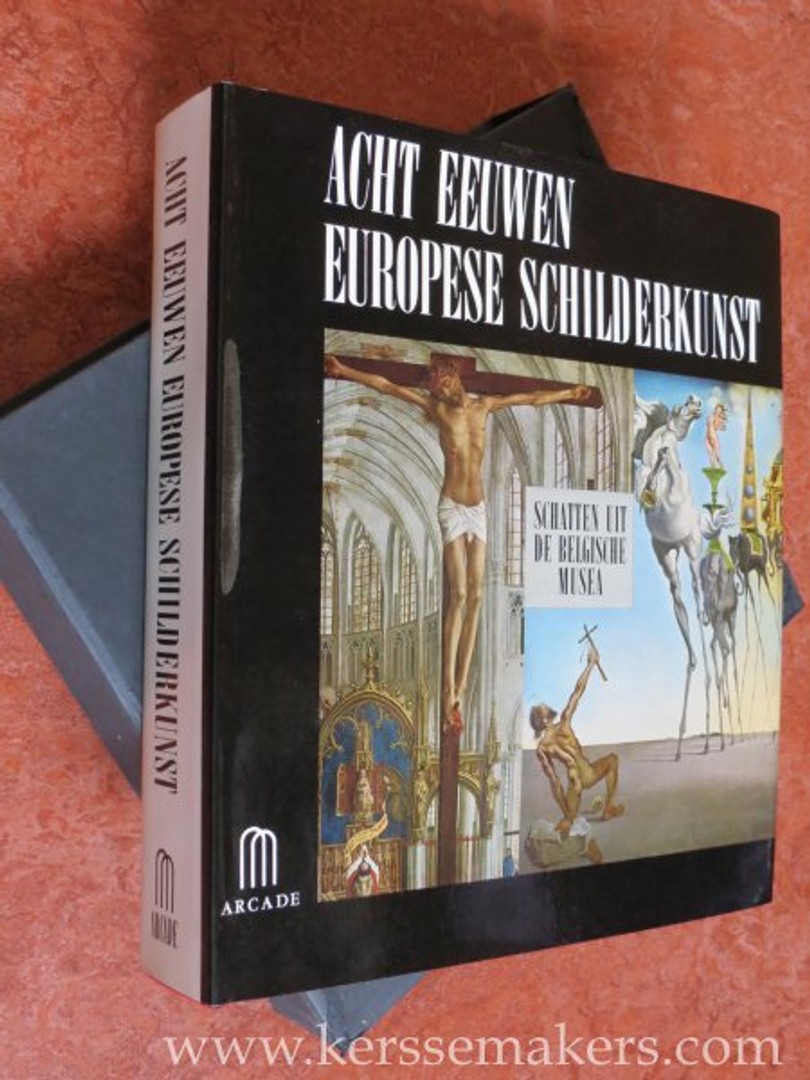 ACHT EEUWEN
EUROPESE SCHILDERKUNST
SCHATTEN UIT
DE BELGISCHE
MUSEA
ARCADE
ACHT EEUWEN EUROPESE SCHILDERKUNST
ARCADE
www.kerssemakers.com